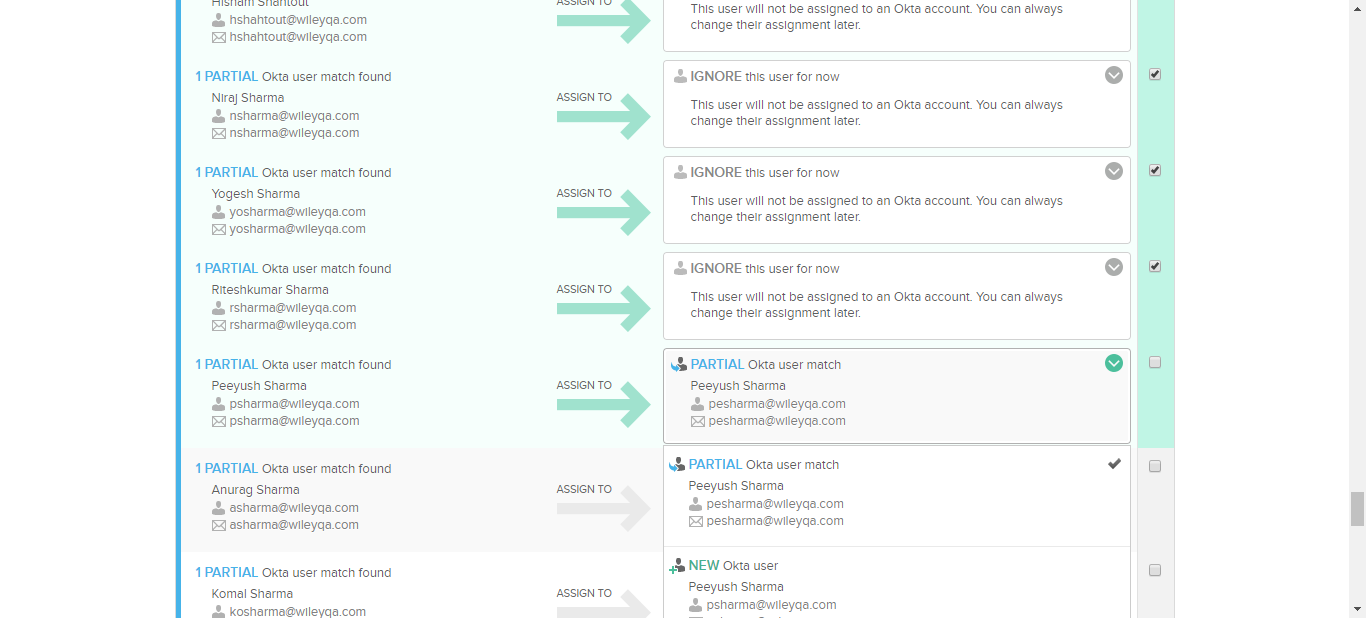 Hisham Shahtout
ASSIGN TO
This user will not be assigned to an Okta account. You can always
hshahtout@wileyqa.com
change their assignment later.
hshahtout@wileyqa.com
1 PARTIAL Okta user match found
IGNORE this user for now
Niraj Sharma
ASSIGN TO
This user will not be assigned to an Okta account. You can always
nsharma@wileyqa.com
change their assignment later.
nsharma@wileyqa.com
1 PARTIAL Okta user match found
IGNORE this user for now
Yogesh Sharma
ASSIGN TO
This user will not be assigned to an Okta account. You can always
yosharma@wileyqa.com
change their assignment later.
yosharma@wileyqa.com
1 PARTIAL Okta user match found
IGNORE this user for now
Riteshkumar Sharma
ASSIGN TO
This user will not be assigned to an Okta account. You can always
rsharma@wileyqa.com
change their assignment later.
rsharma@wileyqa.com
1 PARTIAL Okta user match found
PARTIAL Okta user match
Peeyush Sharma
ASSIGN TO
Peeyush Sharma
psharma@wileyqa.com
pesharma@wileyqa.com
psharma@wileyqa.com
pesharma@wileyqa.com
1 PARTIAL Okta user match found
PARTIAL Okta user match
Anurag Sharma
ASSIGN TO
Peeyush Sharma
asharma@wileyqa.com
pesharma@wileyqa.com
asharma@wileyqa.com
pesharma@wileyqa.com
1 PARTIAL Okta user match found
NEW Okta user
Komal Sharma
ASSIGN TO
Peeyush Sharma
kosharma@wileyqa.com
psharma@wileyqa.com